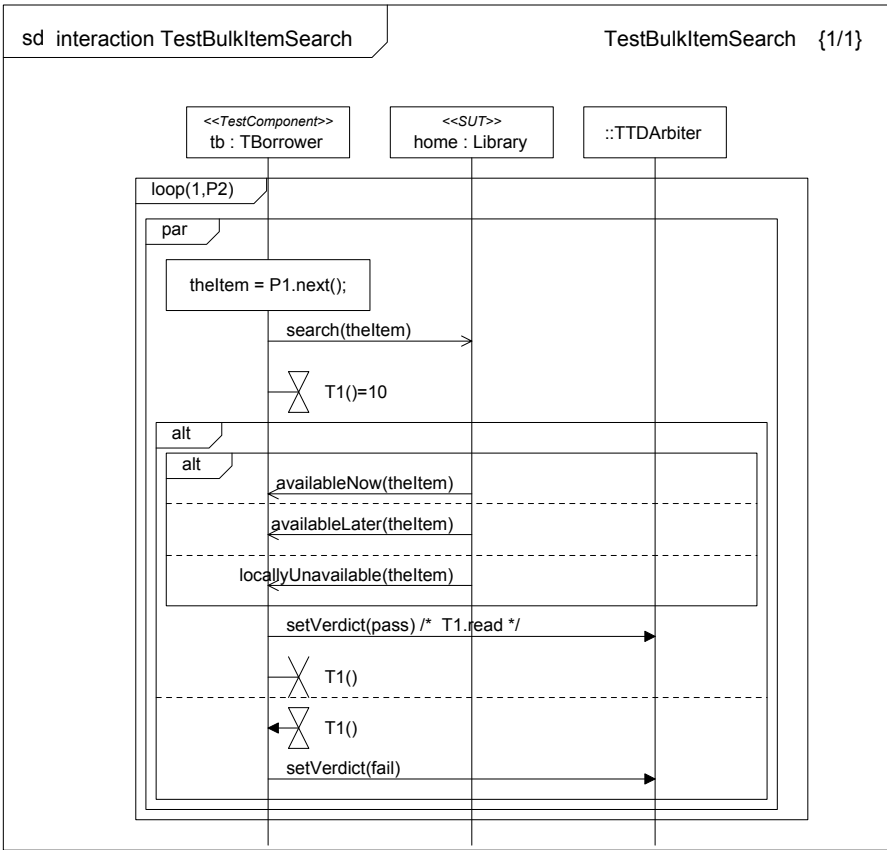 sd interaction TestBulkItemSearch
TestBulkItemSearch {1/1}
<<TestComponent>>
tb : TBorrower
<<SUT>>
home : Library
::TTDArbiter
loop(1,P2)
par
theItem = P1.next();
search(theItem)
T1()=10
alt
alt
availableNow(theItem)
availableLater(theItem)
locallyUnavailable(theItem)
setVerdict(pass) /* T1.read */
T1()
T1()
setVerdict(fail)